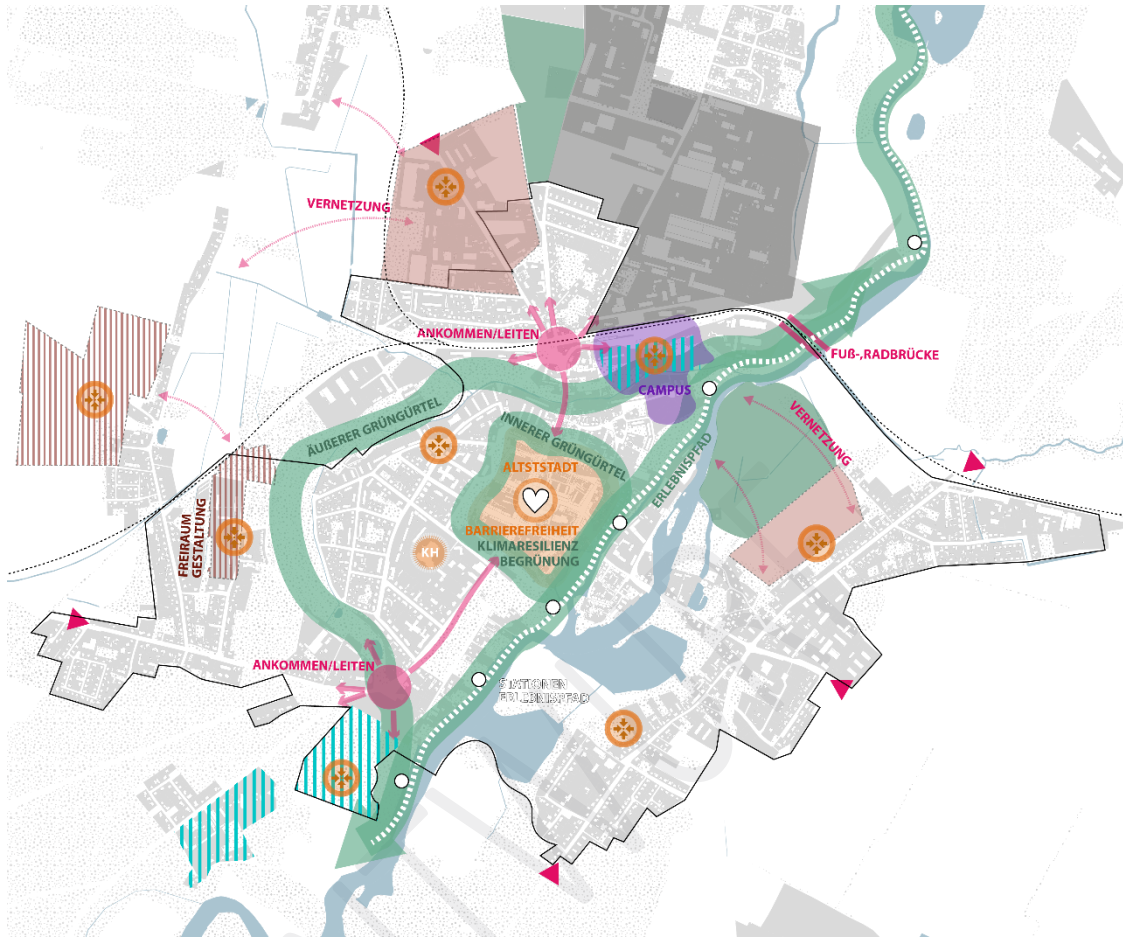 VERNETZUNG
ANKOMMEN/LEITEN
FUß-,RADBRÜCKE
CAMPUS
ÄUßERER GRÜNGÜRTEL
INNERER GRÜNGÜRTEL
VERNETZUNG
ERLEBNISPFAD
ALTSTSTADT
BARRIEREFREIHEIT
KLIMARESILIENZ
BEGRÜNUNG
KH
FREIRAUM
GESTALTUNG
ANKOMMEN/LEITEN
STATIONEN
ERLEBNISPFAD